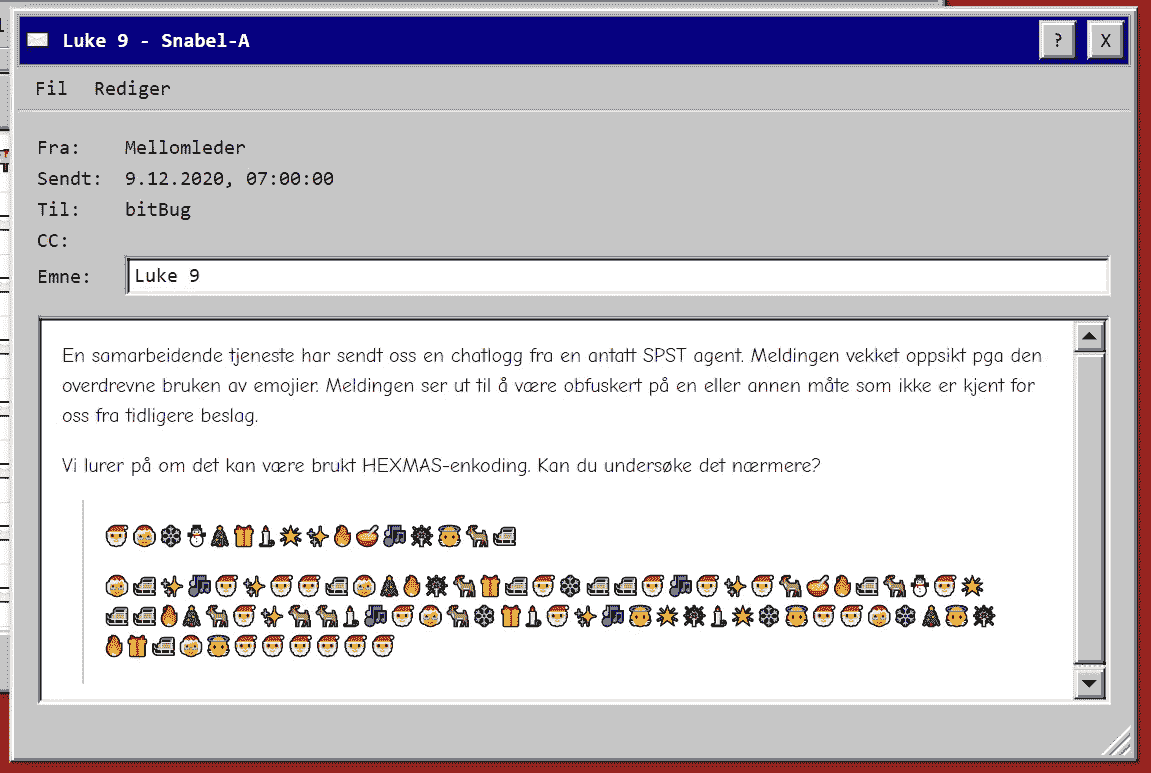 Luke 9 - Snabel-A
? X
Fil Rediger
Fra: Mellomleder
Sendt: 9.12.2020, 07:00:00
Til: bitBug
CC:
Emne: Luke 9
En samarbeidende tjeneste har sendt oss en chatlogg fra en antatt SPST agent. Meldingen vekket oppsikt pga den
overdrevne bruken av emojier. Meldingen ser ut til å være obfuskert på en eller annen måte som ikke er kjent for
oss fra tidligere beslag.
Vi lurer på om det kan være brukt HEXMAS-enkoding. Kan du undersøke det nærmere?